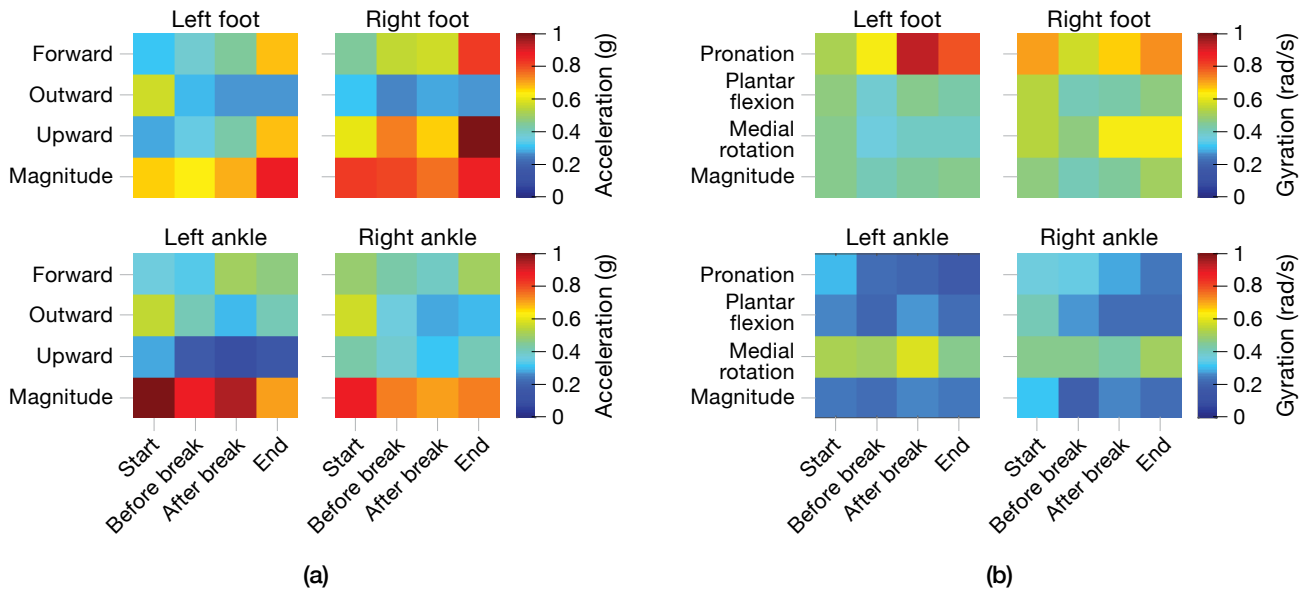 Left foot
Right foot
Forward
Outward
Upward
Magnitude
1
0.8
0.6
0.4
0.2
0
Acceleration (g)
Left ankle
Right ankle
Forward
Outward
Upward
Magnitude
1
0.8
0.6
0.4
0.2
0
Acceleration (g)
Start
Before break
After break
End
Start
Before break
After break
End
(a)
Left foot
Right foot
Pronation
Plantar
flexion
Medial
rotation
Magnitude
1
0.8
0.6
0.4
0.2
0
Gyration (rad/s)
Left ankle
Right ankle
Pronation
Plantar
flexion
Medial
rotation
Magnitude
1
0.8
0.6
0.4
0.2
0
Gyration (rad/s)
Start
Before break
After break
End
Start
Before break
After break
End
(b)